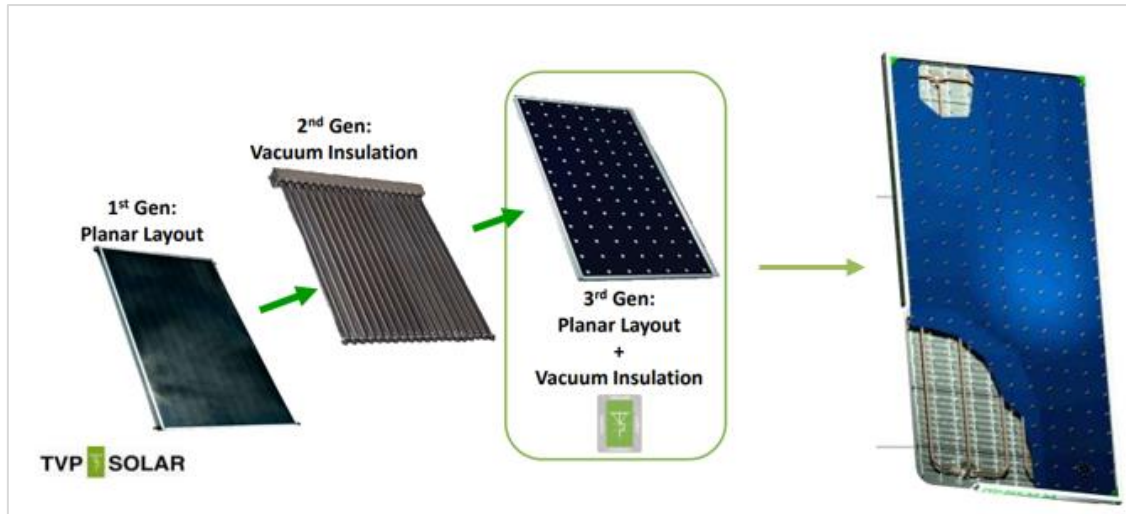 1st Gen:
Planar Layout
2nd Gen:
Vacuum Insulation
3rd Gen:
Planar Layout
+
Vacuum Insulation
TVP SOLAR